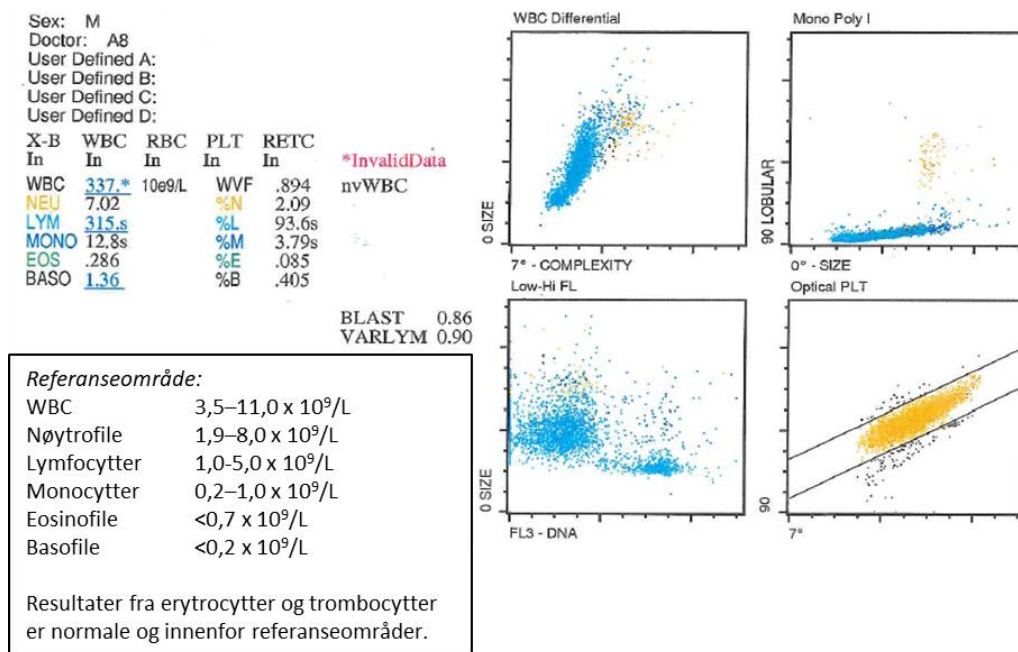 Sex: M
Doctor: A8
User Defined A:
User Defined B:
User Defined C:
User Defined D:
X-B WBC RBC PLT RETC
In In In In In *InvalidData
WBC 337.* 10e9/L WVF .894 nvWBC
NEU 7.02 %N 2.09
LYM 315.s %L 93.6s
MONO 12.8s %M 3.79s
EOS .286 %E .085
BASO 1.36 %B .405
BLAST 0.86
VARLYM 0.90
Referanseområde:
WBC 3,5–11,0 x 10⁹/L
Nøytrofile 1,9–8,0 x 10⁹/L
Lymfocytter 1,0-5,0 x 10⁹/L
Monocytter 0,2–1,0 x 10⁹/L
Eosinofile <0,7 x 10⁹/L
Basofile <0,2 x 10⁹/L
Resultater fra erytrocytter og trombocytter
er normale og innenfor referanseområder.
WBC Differential
0 SIZE
7° - COMPLEXITY
Mono Poly I
90 LOBULAR
0° - SIZE
Low-Hi FL
0 SIZE
FL3 - DNA
Optical PLT
90
7°